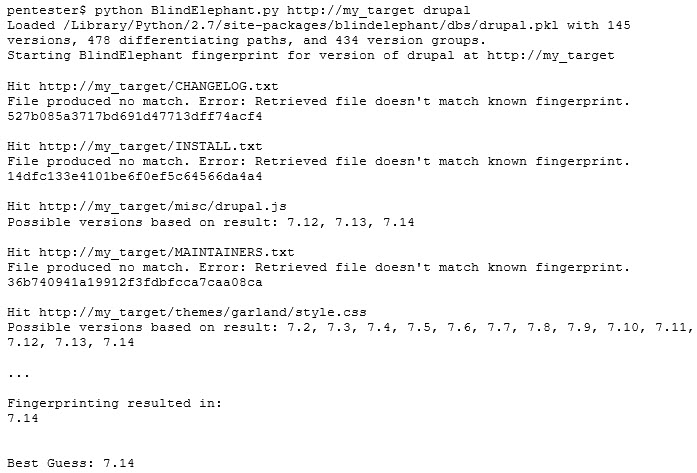 pentester$ python BlindElephant.py http://my_target drupal
Loaded /Library/Python/2.7/site-packages/blindelephant/dbs/drupal.pkl with 145
versions, 478 differentiating paths, and 434 version groups.
Starting BlindElephant fingerprint for version of drupal at http://my_target
Hit http://my_target/CHANGELOG.txt
File produced no match. Error: Retrieved file doesn't match known fingerprint.
527b085a3717bd691d47713dff74acf4
Hit http://my_target/INSTALL.txt
File produced no match. Error: Retrieved file doesn't match known fingerprint.
14dfc133e4101be6f0ef5c64566da4a4
Hit http://my_target/misc/drupal.js
Possible versions based on result: 7.12, 7.13, 7.14
Hit http://my_target/MAINTAINERS.txt
File produced no match. Error: Retrieved file doesn't match known fingerprint.
36b740941a19912f3fdbfcca7caa08ca
Hit http://my_target/themes/garland/style.css
Possible versions based on result: 7.2, 7.3, 7.4, 7.5, 7.6, 7.7, 7.8, 7.9, 7.10, 7.11,
7.12, 7.13, 7.14
...
Fingerprinting resulted in:
7.14
Best Guess: 7.14